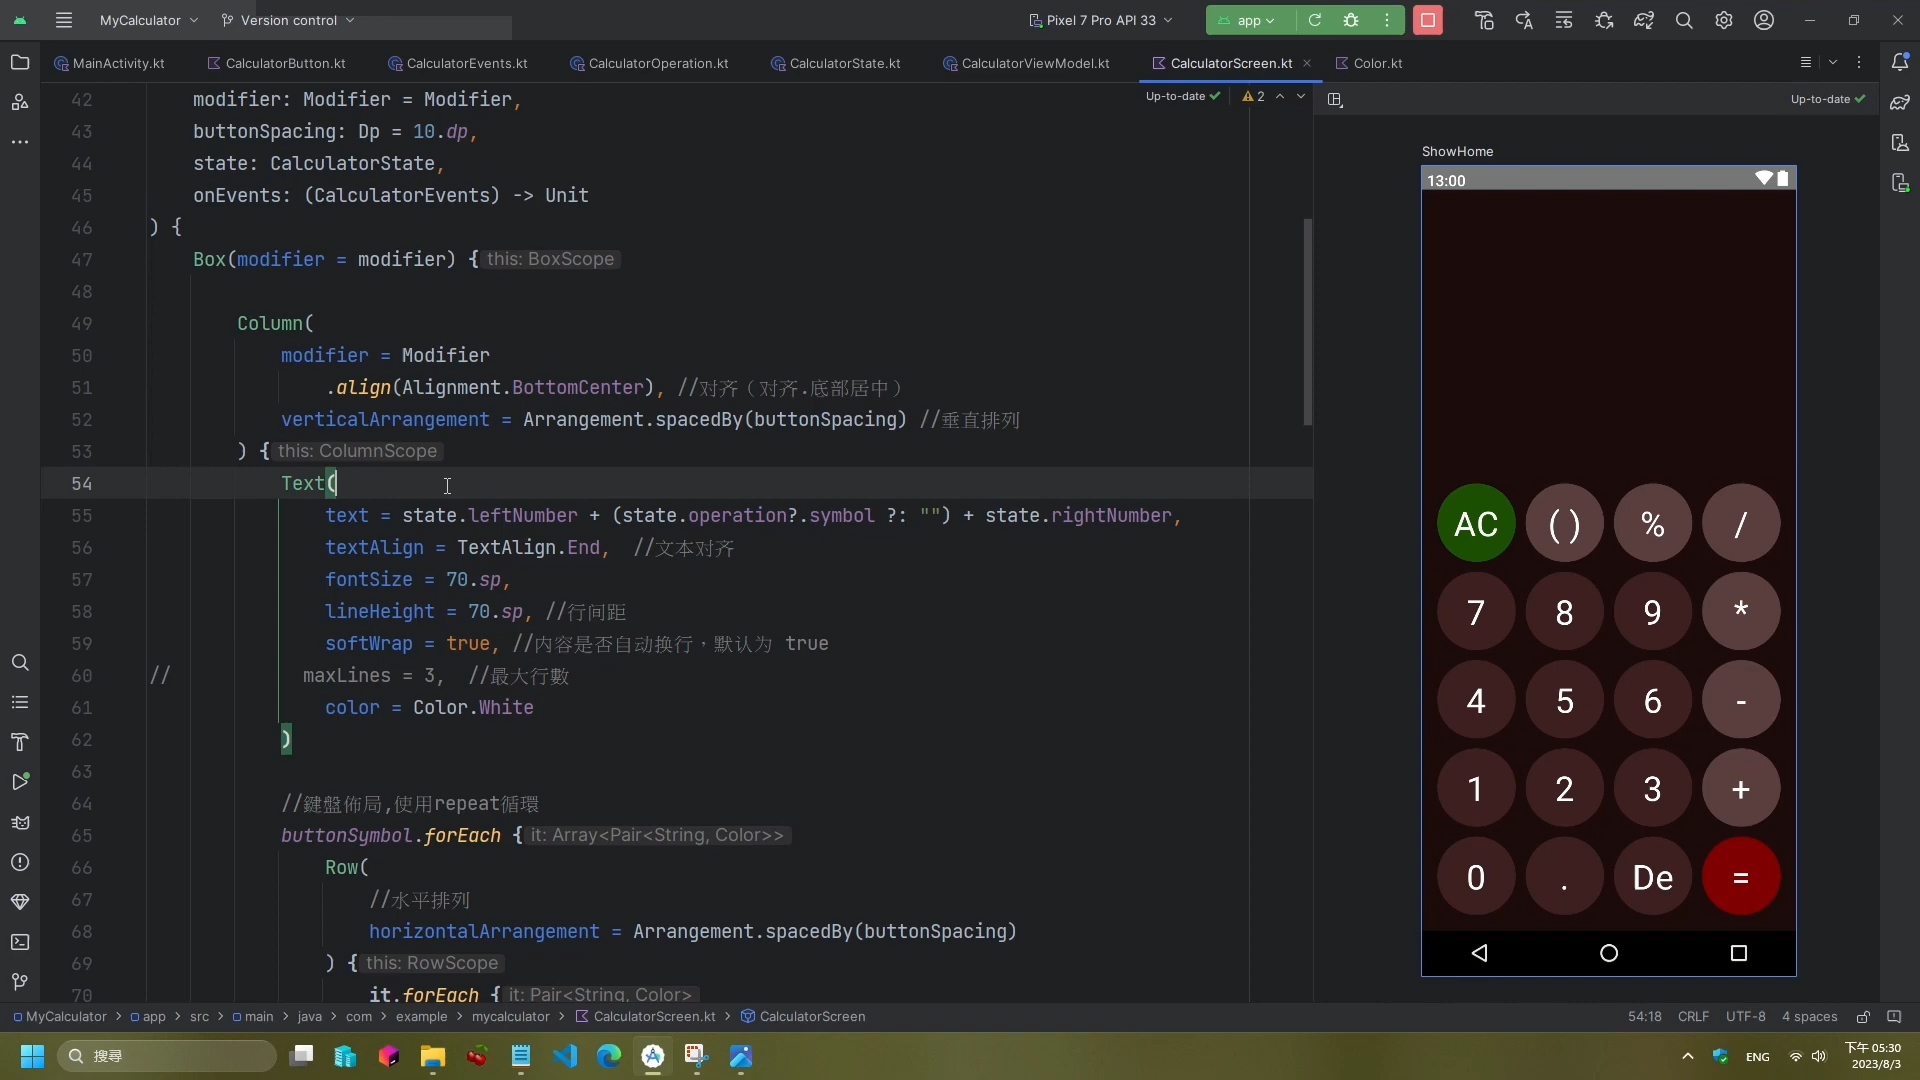 MyCalculator
Version control
Pixel 7 Pro API 33
app
MainActivity.kt
CalculatorButton.kt
CalculatorEvents.kt
CalculatorOperation.kt
CalculatorState.kt
CalculatorViewModel.kt
CalculatorScreen.kt
Color.kt
Up-to-date
2
Up-to-date
42 modifier: Modifier = Modifier,
43 buttonSpacing: Dp = 10.dp,
44 state: CalculatorState,
45 onEvents: (CalculatorEvents) -> Unit
46 ) {
47 Box(modifier = modifier) { this: BoxScope
48
49 Column(
50 modifier = Modifier
51 .align(Alignment.BottomCenter), //对齐(对齐.底部居中)
52 verticalArrangement = Arrangement.spacedBy(buttonSpacing) //垂直排列
53 ) { this: ColumnScope
54 Text(
55 text = state.leftNumber + (state.operation?.symbol ?: "") + state.rightNumber,
56 textAlign = TextAlign.End, //文本对齐
57 fontSize = 70.sp,
58 lineHeight = 70.sp, //行间距
59 softWrap = true, //内容是否自动换行，默认为 true
60 // maxLines = 3, //最大行數
61 color = Color.White
62 )
63
64 //鍵盤佈局,使用repeat循環
65 buttonSymbol.forEach { it: Array<Pair<String, Color>>
66 Row(
67 //水平排列
68 horizontalArrangement = Arrangement.spacedBy(buttonSpacing)
69 ) { this: RowScope
70 it.forEach { it: Pair<String, Color>
ShowHome
13:00
AC ( ) % /
7 8 9 *
4 5 6 -
1 2 3 +
0 . De =
MyCalculator > app > src > main > java > com > example > mycalculator > CalculatorScreen.kt > CalculatorScreen
54:18 CRLF UTF-8 4 spaces
搜尋
ENG
下午 05:30
2023/8/3